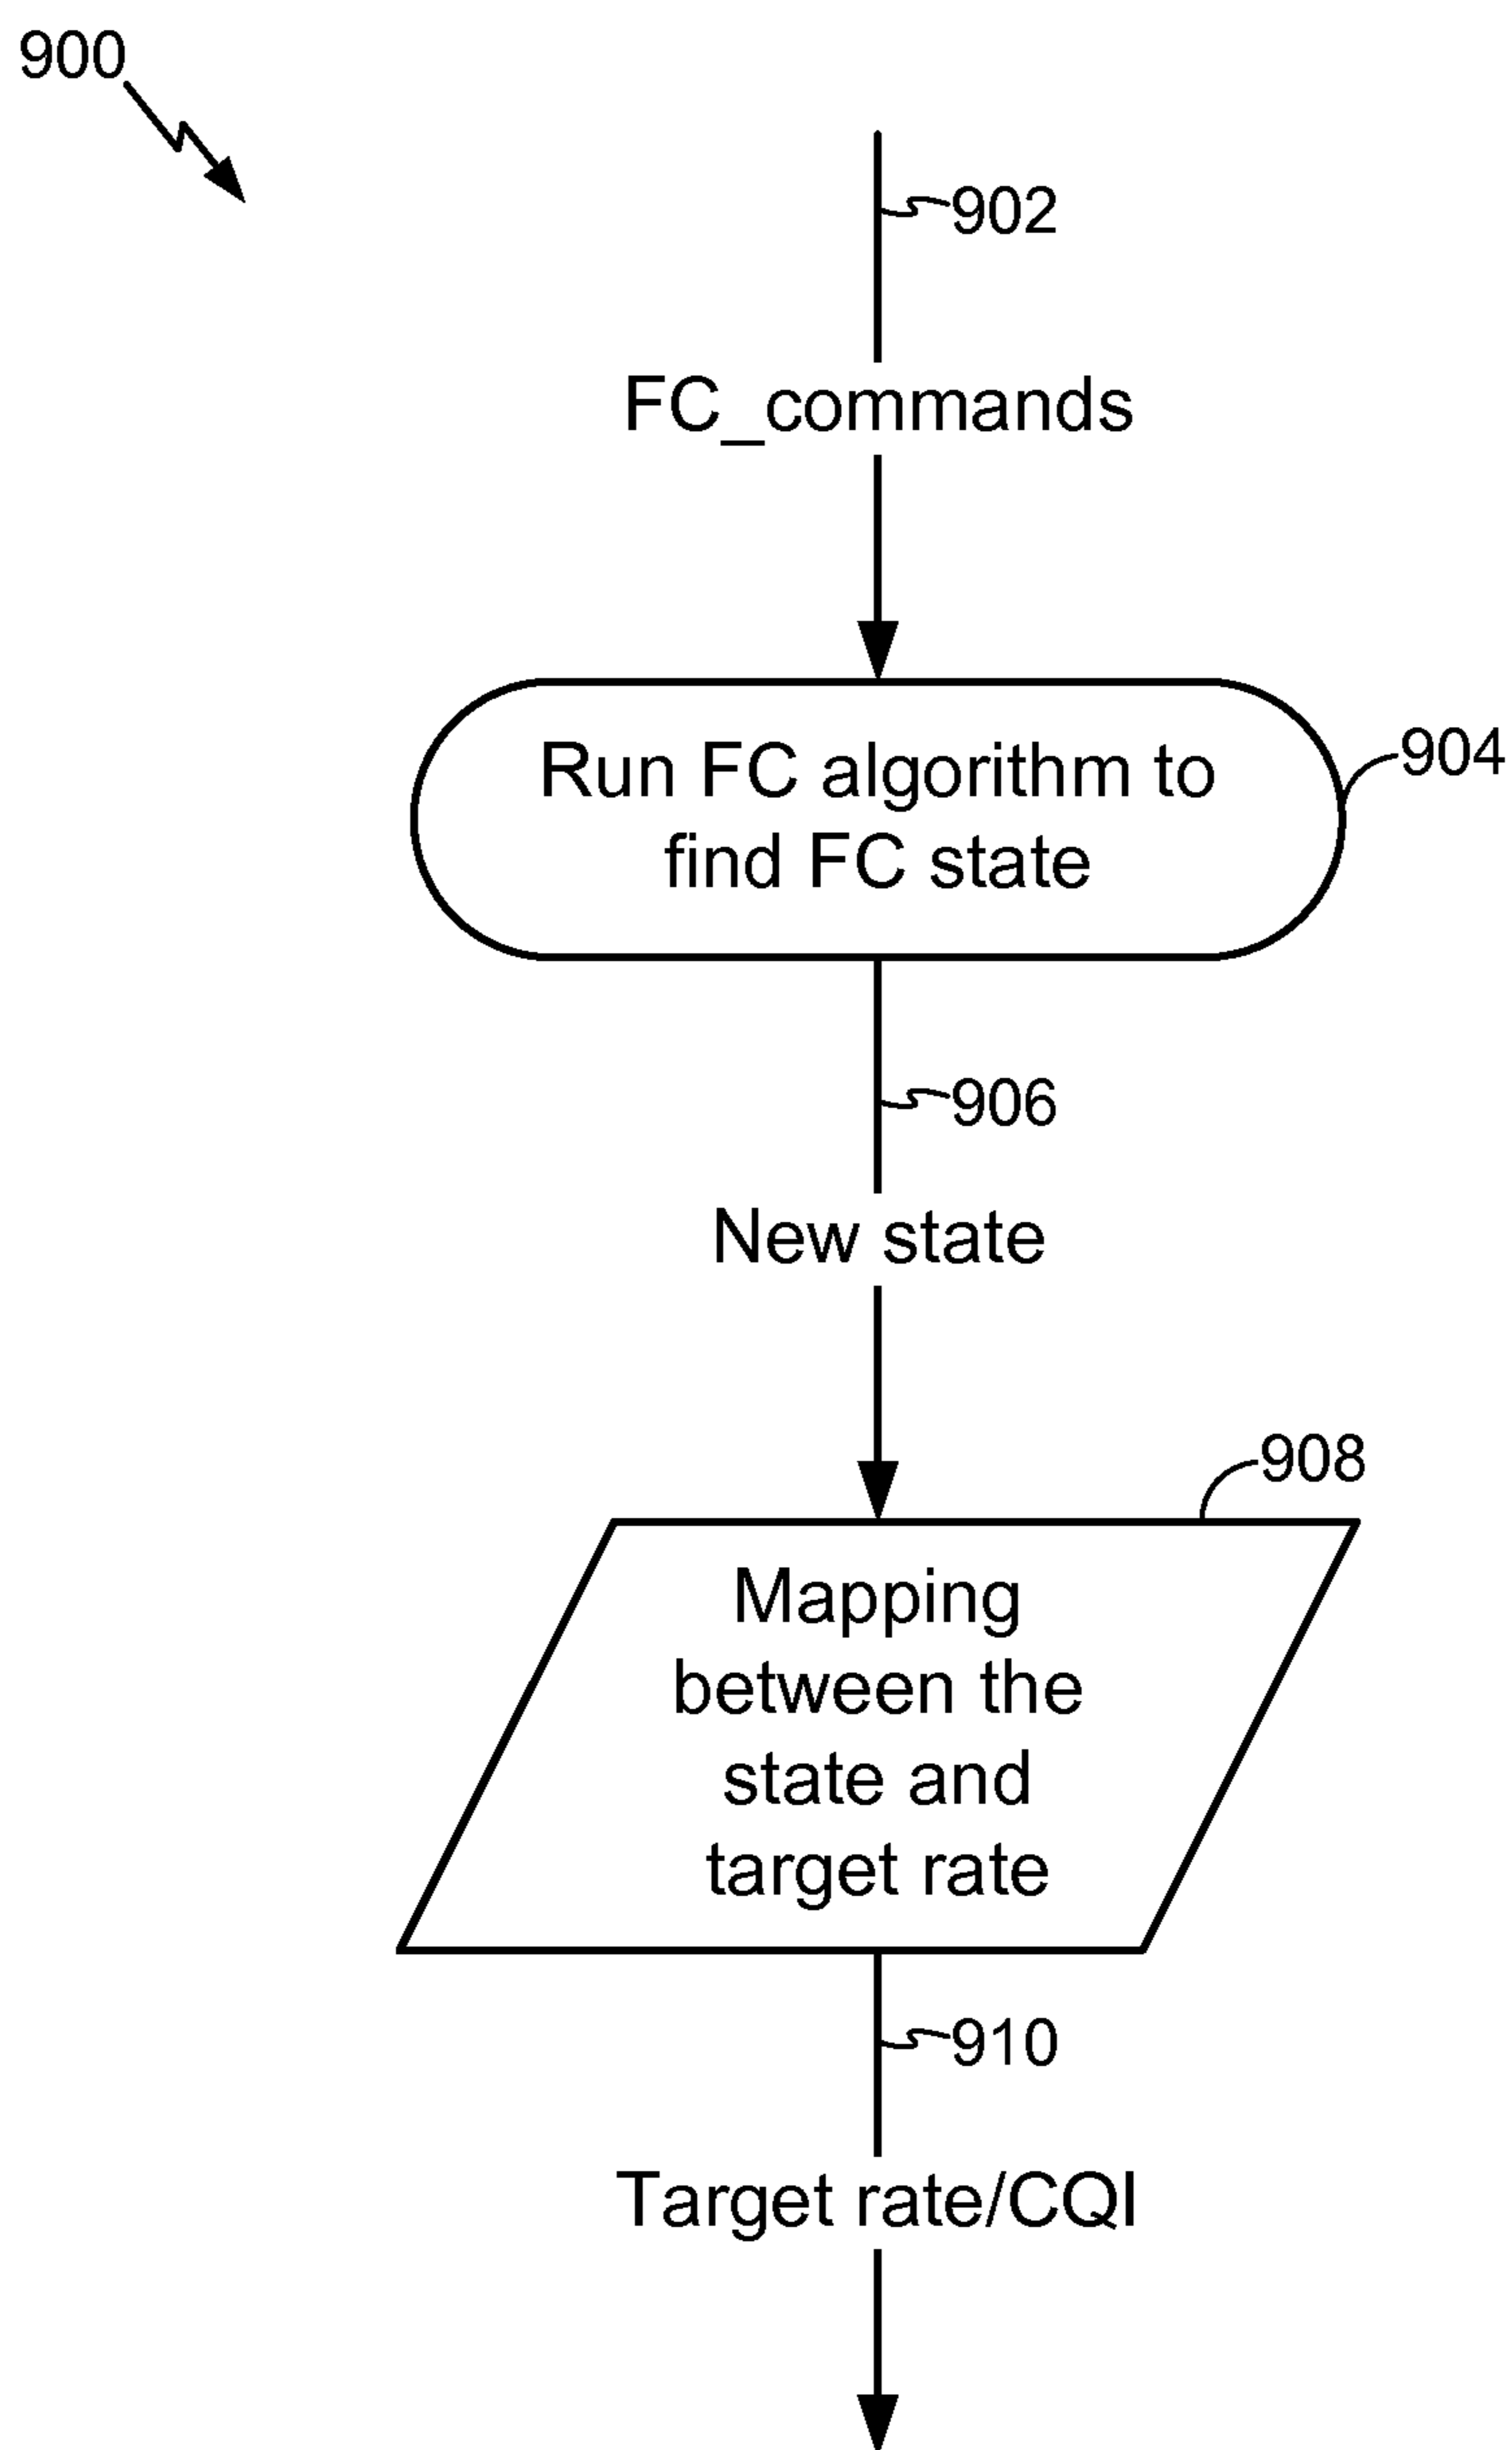 900
902
FC_commands
Run FC algorithm to
find FC state
904
906
New state
908
Mapping
between the
state and
target rate
910
Target rate/CQI